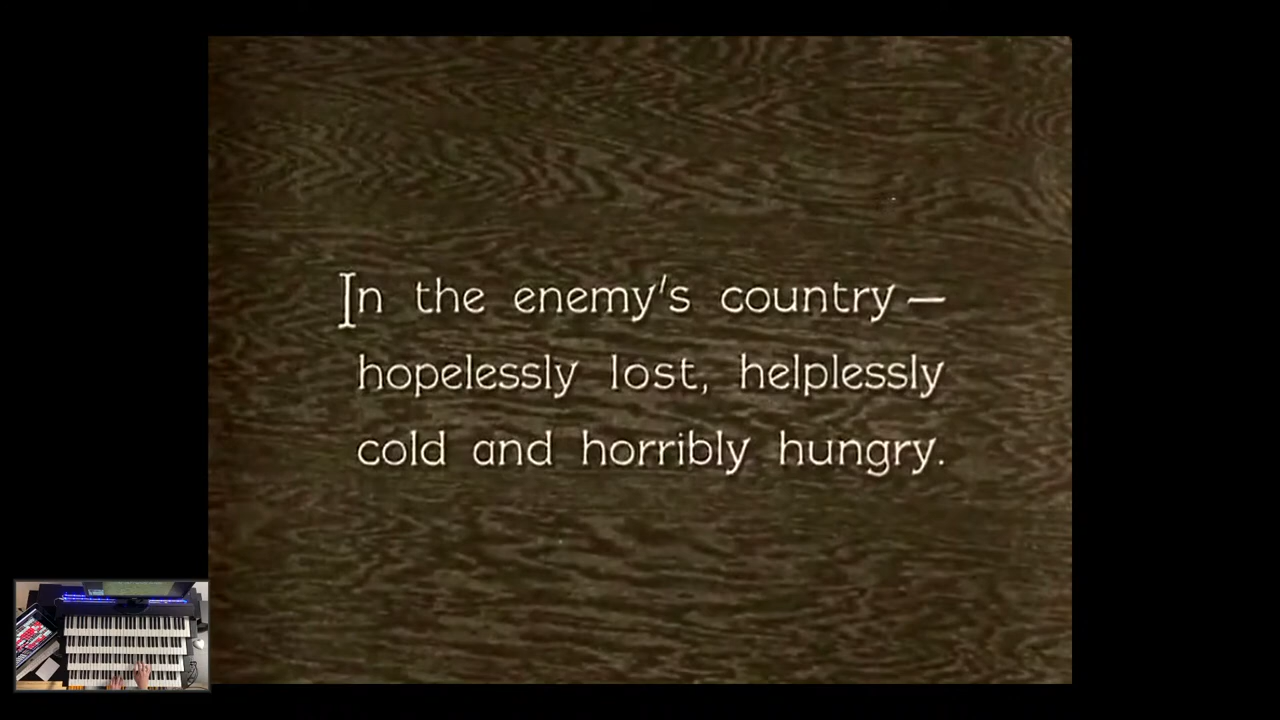 In the enemy's country—
hopelessly lost, helplessly
cold and horribly hungry.